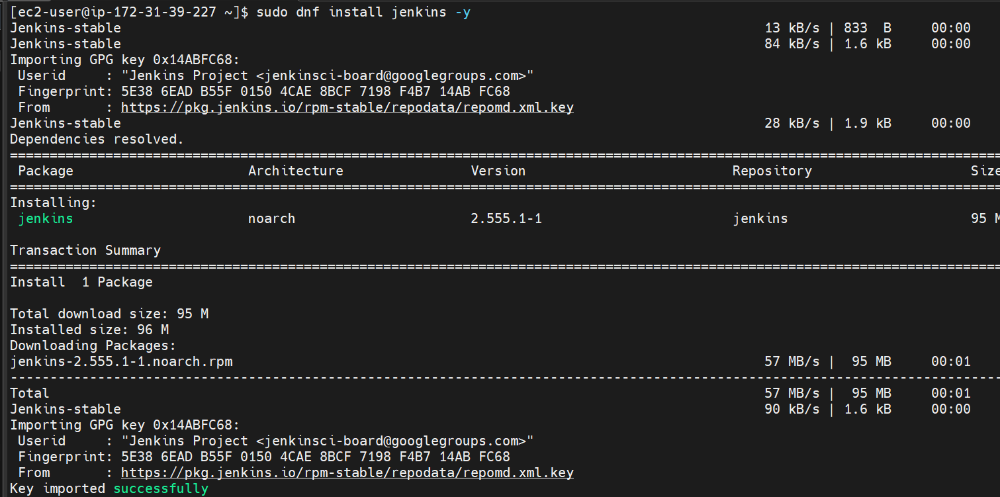 [ec2-user@ip-172-31-39-227 ~]$ sudo dnf install jenkins -y
Jenkins-stable 13 kB/s | 833 B 00:00
Jenkins-stable 84 kB/s | 1.6 kB 00:00
Importing GPG key 0x14ABFC68:
Userid : "Jenkins Project <jenkinsci-board@googlegroups.com>"
Fingerprint: 5E38 6EAD B55F 0150 4CAE 8BCF 7198 F4B7 14AB FC68
From : https://pkg.jenkins.io/rpm-stable/repodata/repomd.xml.key
Jenkins-stable 28 kB/s | 1.9 kB 00:00
Dependencies resolved.
Package Architecture Version Repository Size
Installing:
jenkins noarch 2.555.1-1 jenkins 95 M
Transaction Summary
Install 1 Package
Total download size: 95 M
Installed size: 96 M
Downloading Packages:
jenkins-2.555.1-1.noarch.rpm 57 MB/s | 95 MB 00:01
Total 57 MB/s | 95 MB 00:01
Jenkins-stable 90 kB/s | 1.6 kB 00:00
Importing GPG key 0x14ABFC68:
Userid : "Jenkins Project <jenkinsci-board@googlegroups.com>"
Fingerprint: 5E38 6EAD B55F 0150 4CAE 8BCF 7198 F4B7 14AB FC68
From : https://pkg.jenkins.io/rpm-stable/repodata/repomd.xml.key
Key imported successfully